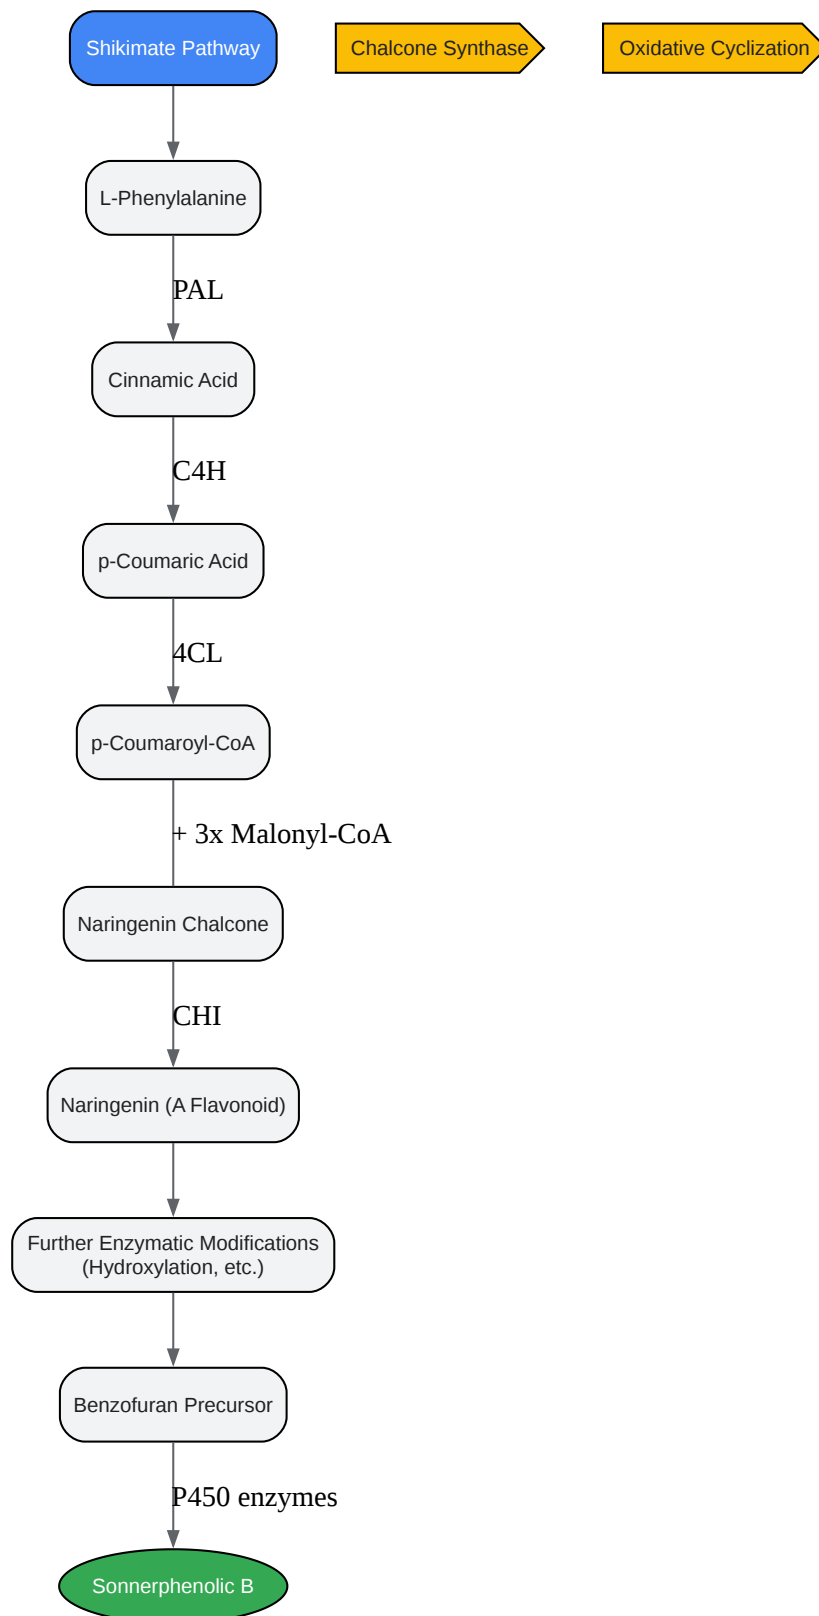 Shikimate Pathway
Chalcone Synthase
Oxidative Cyclization
L-Phenylalanine
PAL
Cinnamic Acid
C4H
p-Coumaric Acid
4CL
p-Coumaroyl-CoA
+ 3x Malonyl-CoA
Naringenin Chalcone
CHI
Naringenin (A Flavonoid)
Further Enzymatic Modifications
(Hydroxylation, etc.)
Benzofuran Precursor
P450 enzymes
Sonnerphenolic B